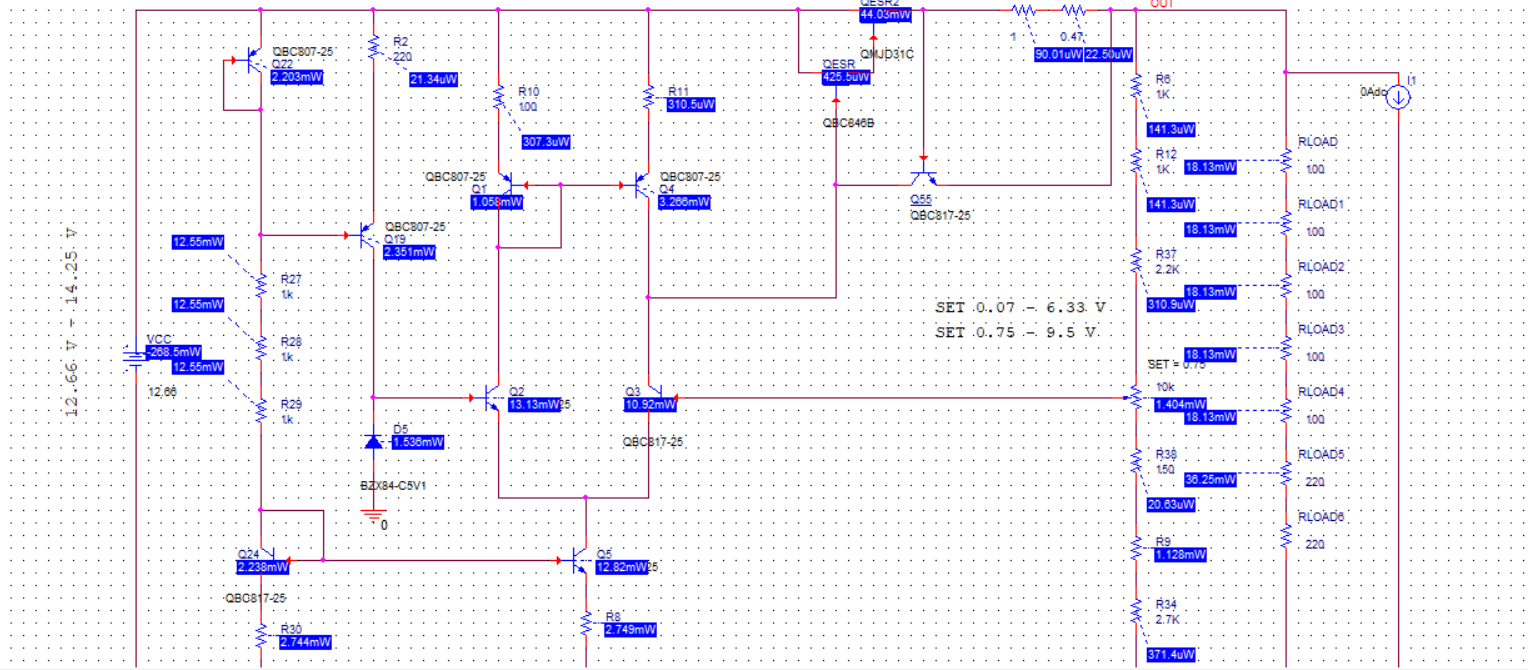 OUT
QESR2
44.03mW
QBC807-25
Q22
2.203mW
R2
220
21.34uW
QMJD31C
1
0.47
90.01uW
22.50uW
QESR
425.5uW
QBC846B
R10
100
307.3uW
R11
310.5uW
R6
1K
141.3uW
I1
0Adc
R12
1K
141.3uW
RLOAD
18.13mW
100
QBC807-25
Q1
1.058mW
QBC807-25
Q4
3.266mW
Q55
QBC817-25
RLOAD1
18.13mW
100
QBC807-25
Q19
2.351mW
12.55mW
R27
1k
R37
2.2K
310.9uW
RLOAD2
18.13mW
100
12.66 V - 14.25 V
12.55mW
R28
1k
SET 0.07 - 6.33 V
SET 0.75 - 9.5 V
VCC
-268.5mW
12.66
12.55mW
R29
1k
RLOAD3
18.13mW
100
SET = 0.75
10k
1.404mW
Q2
13.13mW
Q3
10.92mW
QBC817-25
RLOAD4
18.13mW
100
D5
1.536mW
BZX84-C5V1
0
R38
150
20.63uW
RLOAD5
36.25mW
220
RLOAD6
220
Q24
2.238mW
QBC817-25
Q5
12.82mW
R9
1.128mW
R30
2.744mW
R8
2.749mW
R34
2.7K
371.4uW